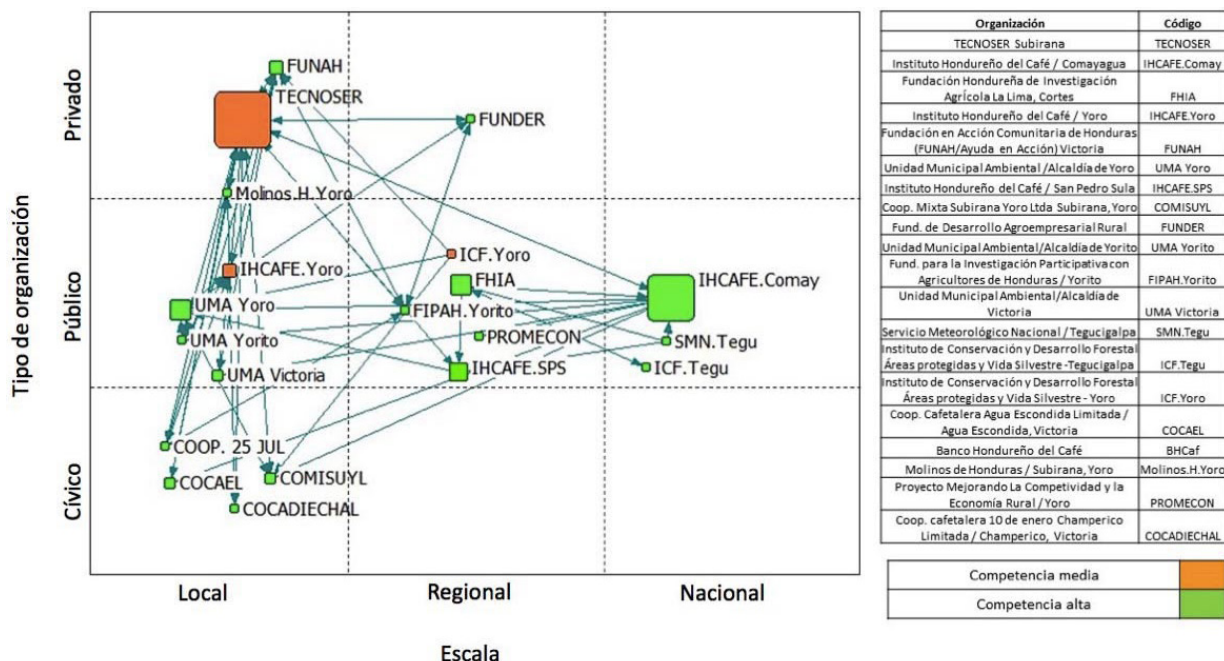 Tipo de organización
Privado
Público
Cívico
FUNAH
TECNOSER
FUNDER
Molinos.H.Yoro
ICF.Yoro
IHCAFE.Yoro
FHIA
IHCAFE.Comay
UMA Yoro
FIPAH.Yorito
UMA Yorito
PROMECON
SMN.Tegu
UMA Victoria
IHCAFE.SPS
ICF.Tegu
COOP. 25 JUL
COCAEL
COMISUYL
COCADIECHAL
Local
Regional
Nacional
Escala
Organización Código
TECNOSER Subirana TECNOSER
Instituto Hondureño del Café / Comayagua IHCAFE.Comay
Fundación Hondureña de Investigación
Agrícola La Lima, Cortes FHIA
Instituto Hondureño del Café / Yoro IHCAFE.Yoro
Fundación en Acción Comunitaria de Honduras
(FUNAH/Ayuda en Acción) Victoria FUNAH
Unidad Municipal Ambiental /Alcaldía de Yoro UMA Yoro
Instituto Hondureño del Café / San Pedro Sula IHCAFE.SPS
Coop. Mixta Subirana Yoro Ltda Subirana, Yoro COMISUYL
Fund. de Desarrollo Agroempresarial Rural FUNDER
Unidad Municipal Ambiental/Alcaldía de Yorito UMA Yorito
Fund. para la Investigación Participativa con
Agricultores de Honduras / Yorito FIPAH.Yorito
Unidad Municipal Ambiental/Alcaldía de
Victoria UMA Victoria
Servicio Meteorológico Nacional / Tegucigalpa SMN.Tegu
Instituto de Conservación y Desarrollo Forestal
Áreas protegidas y Vida Silvestre -Tegucigalpa ICF.Tegu
Instituto de Conservación y Desarrollo Forestal
Áreas protegidas y Vida Silvestre - Yoro ICF.Yoro
Coop. Cafetalera Agua Escondida Limitada /
Agua Escondida, Victoria COCAEL
Banco Hondureño del Café BHCaf
Molinos de Honduras / Subirana, Yoro Molinos.H.Yoro
Proyecto Mejorando La Competividad y la
Economía Rural / Yoro PROMECON
Coop. cafetalera 10 de enero Champerico
Limitada / Champerico, Victoria COCADIECHAL
Competencia media
Competencia alta